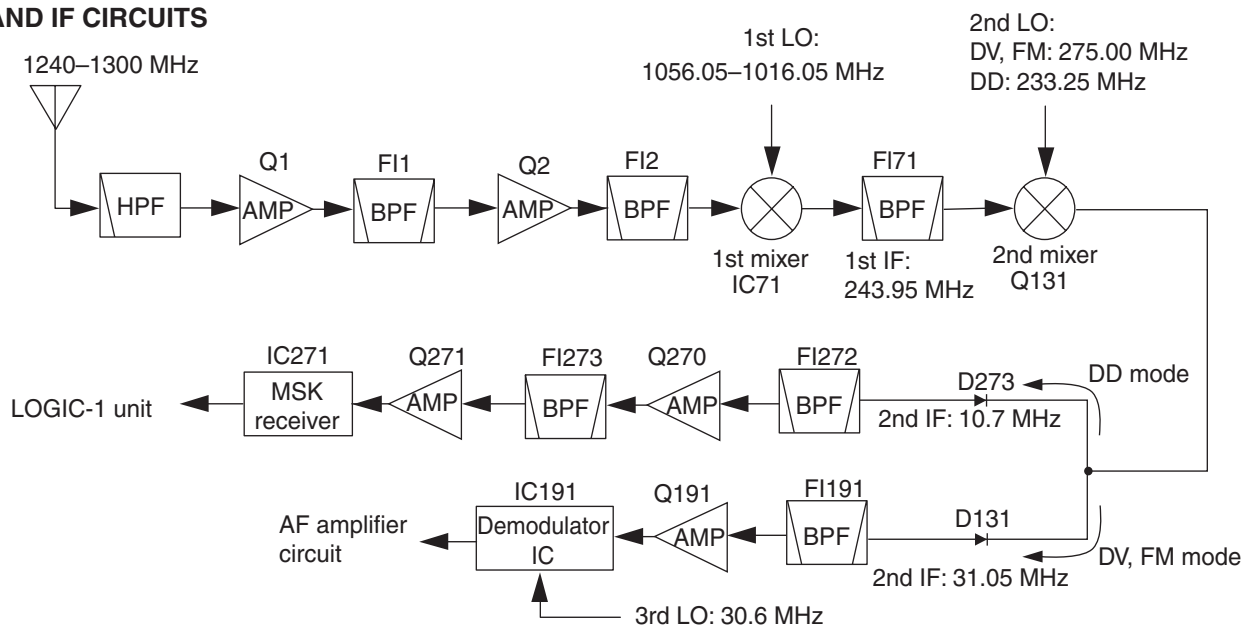 AND IF CIRCUITS
1240–1300 MHz
1st LO:
1056.05–1016.05 MHz
2nd LO:
DV, FM: 275.00 MHz
DD: 233.25 MHz
HPF
Q1
AMP
FI1
BPF
Q2
AMP
FI2
BPF
1st mixer
IC71
FI71
BPF
1st IF:
243.95 MHz
2nd mixer
Q131
LOGIC-1 unit
IC271
MSK
receiver
Q271
AMP
FI273
BPF
Q270
AMP
FI272
BPF
D273
2nd IF: 10.7 MHz
DD mode
AF amplifier
circuit
IC191
Demodulator
IC
Q191
AMP
FI191
BPF
D131
2nd IF: 31.05 MHz
DV, FM mode
3rd LO: 30.6 MHz